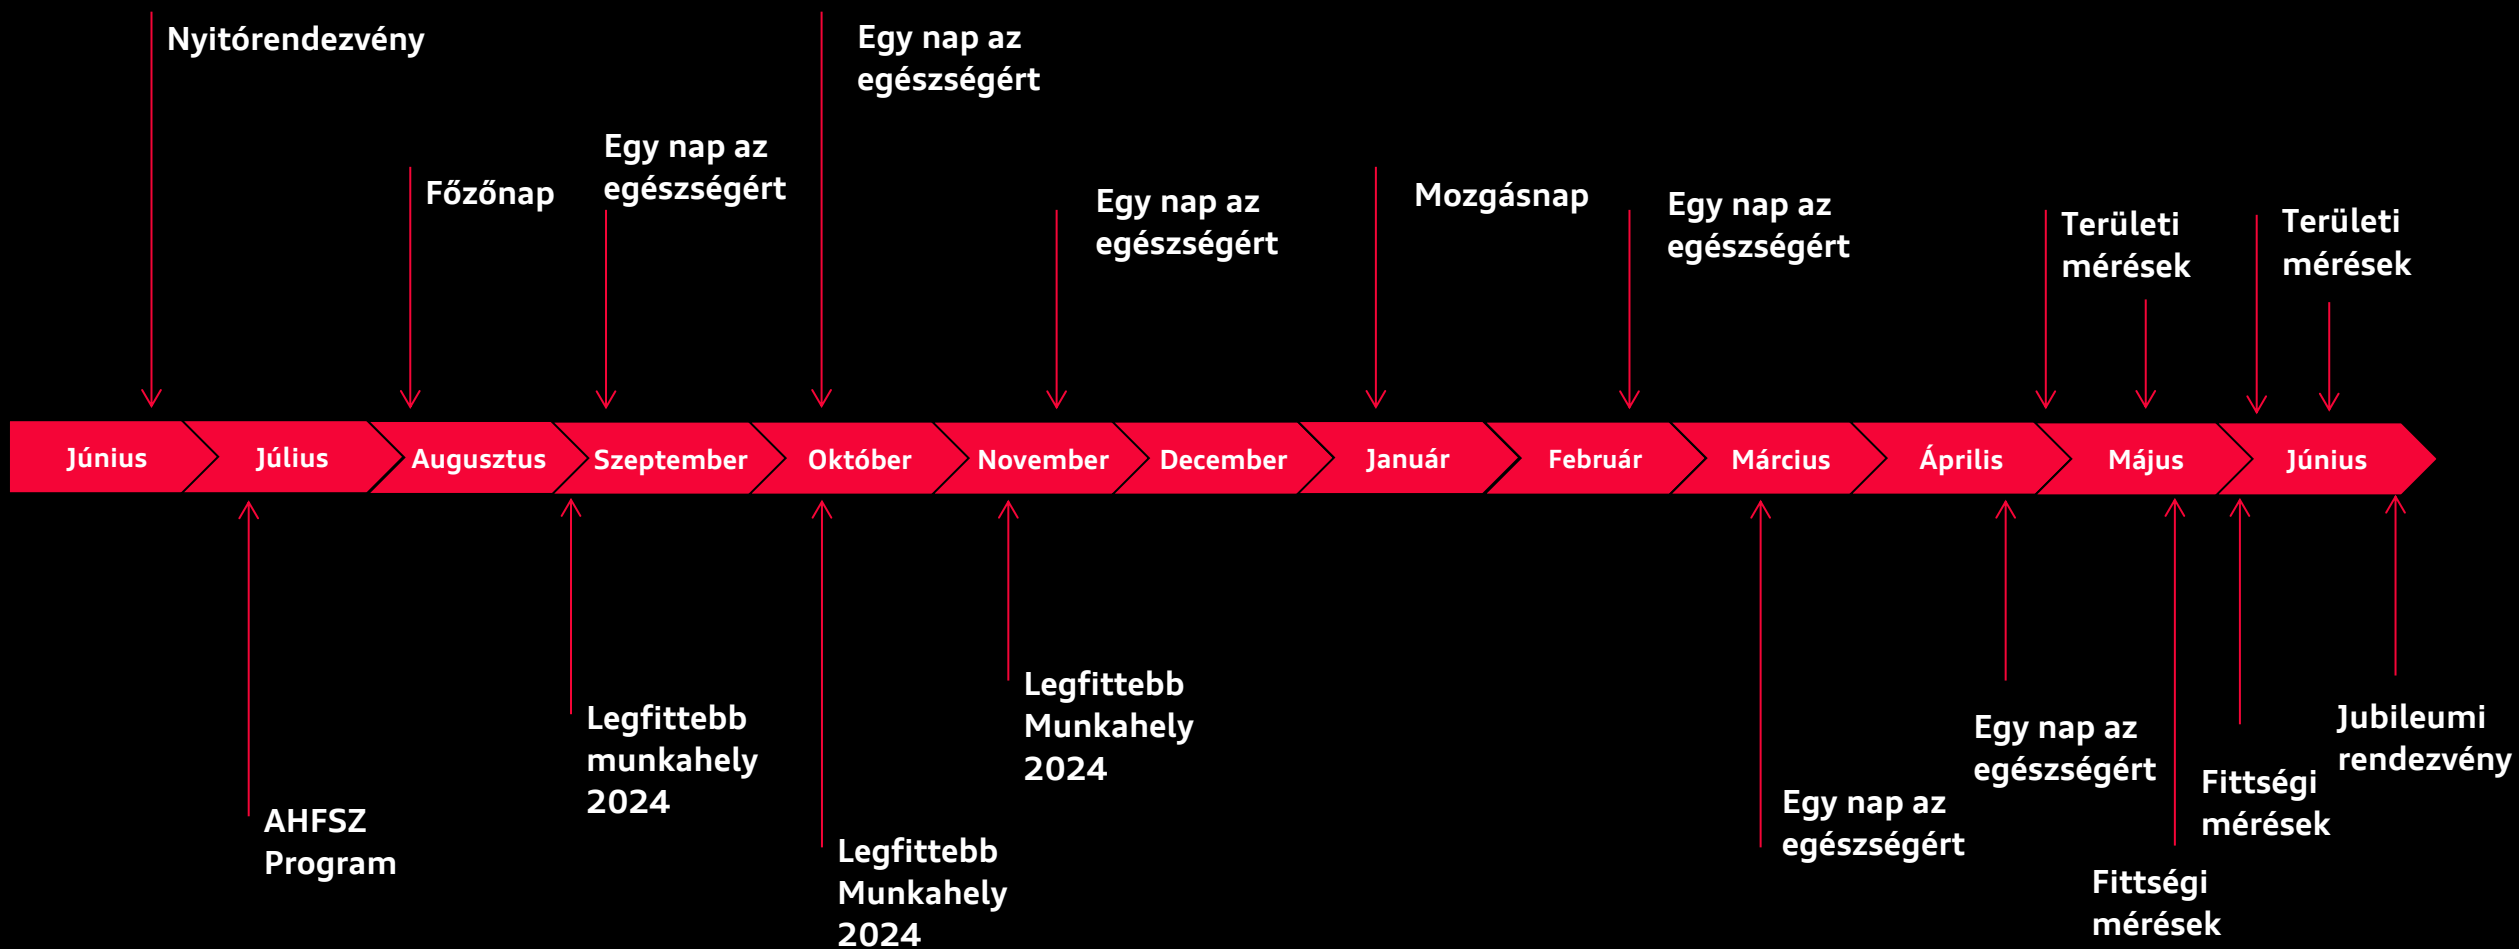 Nyitórendezvény
Egy nap az
egészségért
Főzőnap
Egy nap az
egészségért
Egy nap az
egészségért
Mozgásnap
Egy nap az
egészségért
Területi
mérések
Területi
mérések
Június
Július
Augusztus
Szeptember
Október
November
December
Január
Február
Március
Április
Május
Június
AHFSZ
Program
Legfittebb
munkahely
2024
Legfittebb
Munkahely
2024
Legfittebb
Munkahely
2024
Egy nap az
egészségért
Egy nap az
egészségért
Fittségi
mérések
Fittségi
mérések
Jubileumi
rendezvény